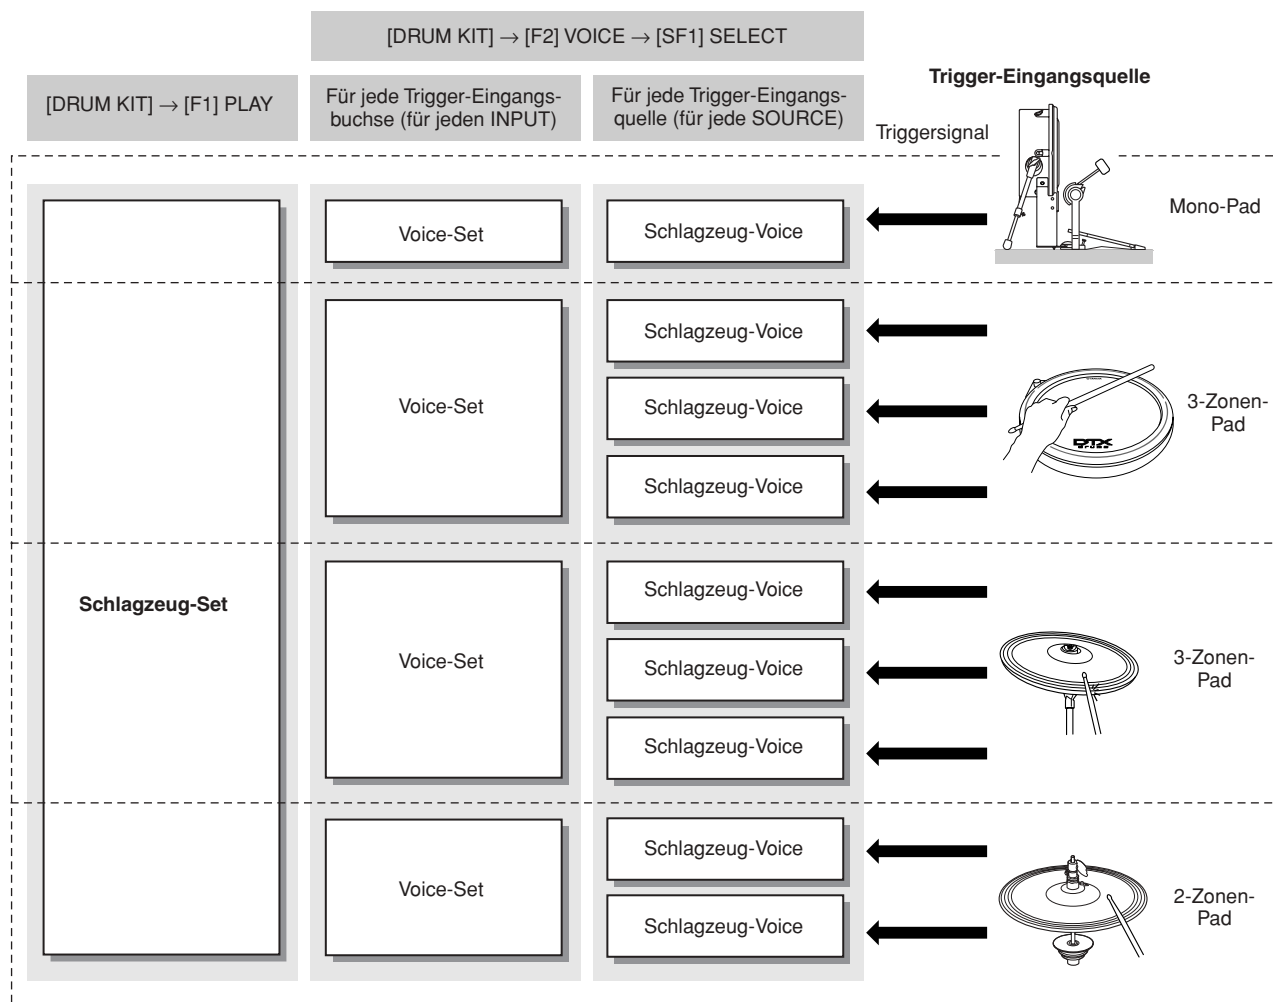 [DRUM KIT] → [F2] VOICE → [SF1] SELECT
Trigger-Eingangsquelle
[DRUM KIT] → [F1] PLAY
Für jede Trigger-Eingangs-
buchse (für jeden INPUT)
Für jede Trigger-Eingangs-
quelle (für jede SOURCE)
Triggersignal
Voice-Set
Schlagzeug-Voice
Mono-Pad
Schlagzeug-Voice
Voice-Set
Schlagzeug-Voice
3-Zonen-
Pad
DTX
Schlagzeug-Voice
Schlagzeug-Set
Schlagzeug-Voice
Voice-Set
Schlagzeug-Voice
3-Zonen-
Pad
Schlagzeug-Voice
Schlagzeug-Voice
Voice-Set
2-Zonen-
Pad
Schlagzeug-Voice